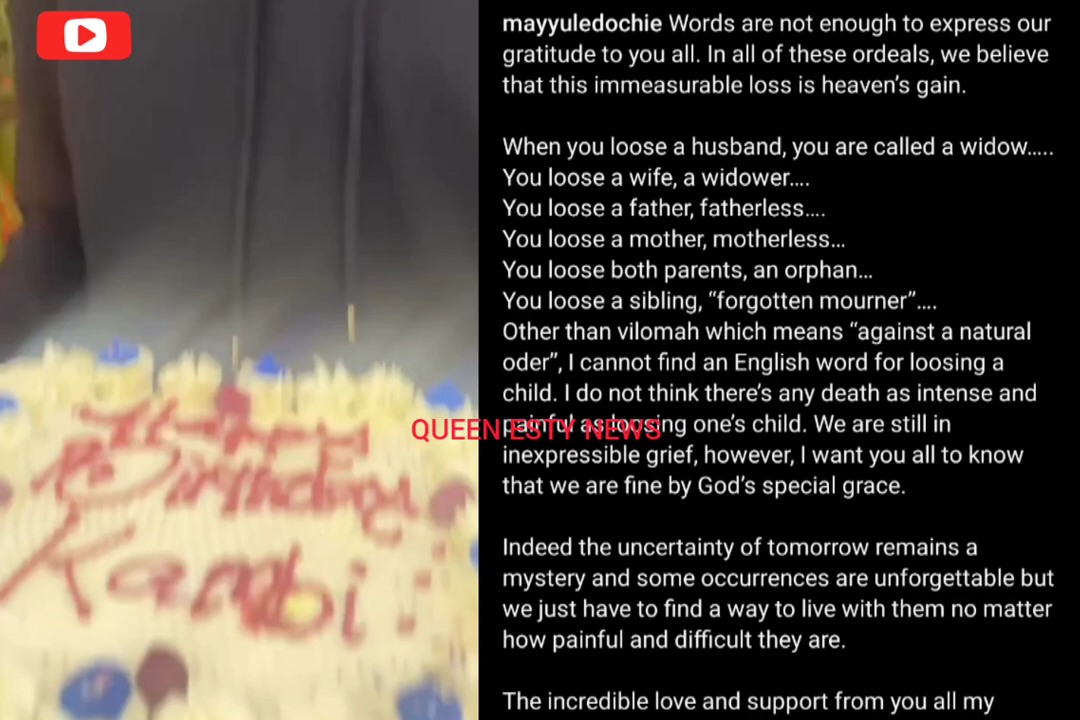 Happy
Birthday
Kambi
mayyuledochie Words are not enough to express our
gratitude to you all. In all of these ordeals, we believe
that this immeasurable loss is heaven’s gain.
When you loose a husband, you are called a widow.....
You loose a wife, a widower....
You loose a father, fatherless....
You loose a mother, motherless...
You loose both parents, an orphan...
You loose a sibling, “forgotten mourner”....
Other than vilomah which means “against a natural
oder”, I cannot find an English word for loosing a
child. I do not think there’s any death as intense and
painful as loosing one’s child. We are still in
QUEEN ESTY NEWS
inexpressible grief, however, I want you all to know
that we are fine by God’s special grace.
Indeed the uncertainty of tomorrow remains a
mystery and some occurrences are unforgettable but
we just have to find a way to live with them no matter
how painful and difficult they are.
The incredible love and support from you all my